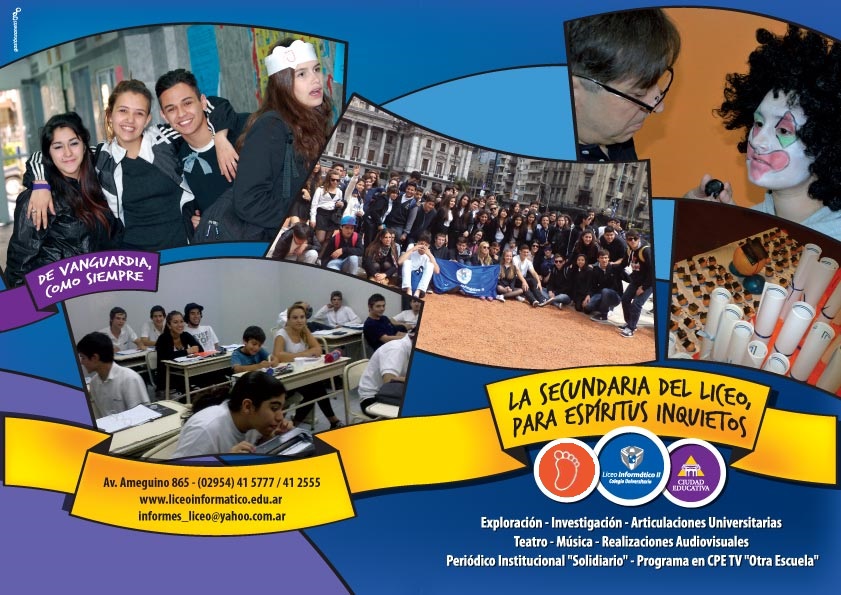 DE VANGUARDIA,
COMO SIEMPRE
Av. Ameguino 865 - (02954) 41 5777 / 41 2555
www.liceoinformatico.edu.ar
informes_liceo@yahoo.com.ar
LA SECUNDARIA DEL LICEO,
PARA ESPÍRITUS INQUIETOS
Liceo Informático II
Colegio Universitario
CIUDAD
EDUCATIVA
Exploración - Investigación - Articulaciones Universitarias
Teatro - Música - Realizaciones Audiovisuales
Periódico Institucional "Solidiario" - Programa en CPE TV "Otra Escuela"